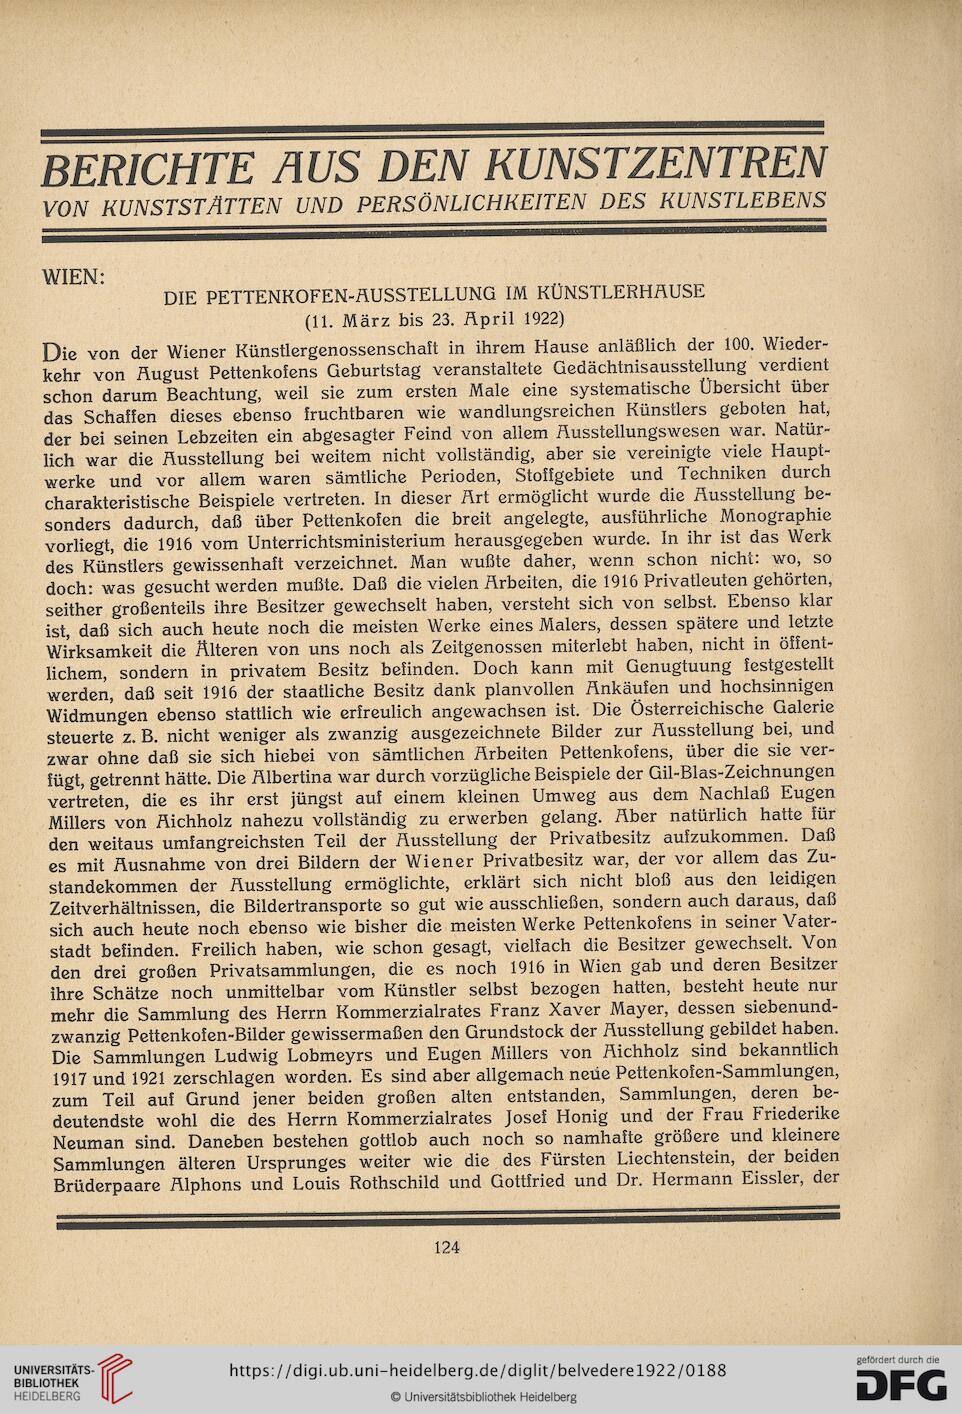 BERICHTE AUS DEN KUNSTZENTREN
VON KUNSTSTÄTTEN UND PERSÖNLICHKEITEN DES KUNSTLEBENS
WIEN:
DIE PETTENKOFEN-AUSSTELLUNG IM KÜNSTLERHAUSE
(11. März bis 23. April 1922)
Die von der Wiener Künstlergenossenschaft in ihrem Hause anläßlich der 100. Wieder-
kehr von August Pettenkofens Geburtstag veranstaltete Gedächtnisausstellung verdient
schon darum Beachtung, weil sie zum ersten Male eine systematische Übersicht über
das Schaffen dieses ebenso fruchtbaren wie wandlungsreichen Künstlers geboten hat,
der bei seinen Lebzeiten ein abgesagter Feind von allem Ausstellungswesen war. Natür-
lich war die Ausstellung bei weitem nicht vollständig, aber sie vereinigte viele Haupt-
werke und vor allem waren sämtliche Perioden, Stoffgebiete und Techniken durch
charakteristische Beispiele vertreten. In dieser Art ermöglicht wurde die Ausstellung be-
sonders dadurch, daß über Pettenkofen die breit angelegte, ausführliche Monographie
vorliegt, die 1916 vom Unterrichtsministerium herausgegeben wurde. In ihr ist das Werk
des Künstlers gewissenhaft verzeichnet. Man wußte daher, wenn schon nicht: wo, so
doch: was gesucht werden mußte. Daß die vielen Arbeiten, die 1916 Privatleuten gehörten,
seither großenteils ihre Besitzer gewechselt haben, versteht sich von selbst. Ebenso klar
ist, daß sich auch heute noch die meisten Werke eines Malers, dessen spätere und letzte
Wirksamkeit die Älteren von uns noch als Zeitgenossen miterlebt haben, nicht in öffent-
lichem, sondern in privatem Besitz befinden. Doch kann mit Genugtuung festgestellt
werden, daß seit 1916 der staatliche Besitz dank planvollen Ankäufen und hochsinnigen
Widmungen ebenso stattlich wie erfreulich angewachsen ist. Die Österreichische Galerie
steuerte z. B. nicht weniger als zwanzig ausgezeichnete Bilder zur Ausstellung bei, und
zwar ohne daß sie sich hiebei von sämtlichen Arbeiten Pettenkofens, über die sie ver-
fügt, getrennt hätte. Die Albertina war durch vorzügliche Beispiele der Gil-Blas-Zeichnungen
vertreten, die es ihr erst jüngst auf einem kleinen Umweg aus dem Nachlaß Eugen
Millers von Aichholz nahezu vollständig zu erwerben gelang. Aber natürlich hatte für
den weitaus umfangreichsten Teil der Ausstellung der Privatbesitz aufzukommen. Daß
es mit Ausnahme von drei Bildern der Wiener Privatbesitz war, der vor allem das Zu-
standekommen der Ausstellung ermöglichte, erklärt sich nicht bloß aus den leidigen
Zeitverhältnissen, die Bildertransporte so gut wie ausschließen, sondern auch daraus, daß
sich auch heute noch ebenso wie bisher die meisten Werke Pettenkofens in seiner Vater-
stadt befinden. Freilich haben, wie schon gesagt, vielfach die Besitzer gewechselt. Von
den drei großen Privatsammlungen, die es noch 1916 in Wien gab und deren Besitzer
ihre Schätze noch unmittelbar vom Künstler selbst bezogen hatten, besteht heute nur
mehr die Sammlung des Herrn Kommerzialrates Franz Xaver Mayer, dessen siebenund-
zwanzig Pettenkofen-Bilder gewissermaßen den Grundstock der Ausstellung gebildet haben.
Die Sammlungen Ludwig Lobmeyrs und Eugen Millers von Aichholz sind bekanntlich
1917 und 1921 zerschlagen worden. Es sind aber allgemach neue Pettenkofen-Sammlungen,
zum Teil auf Grund jener beiden großen alten entstanden, Sammlungen, deren be-
deutendste wohl die des Herrn Kommerzialrates Josef Honig und der Frau Friederike
Neuman sind. Daneben bestehen gottlob auch noch so namhafte größere und kleinere
Sammlungen älteren Ursprunges weiter wie die des Fürsten Liechtenstein, der beiden
Brüderpaare Alphons und Louis Rothschild und Gottfried und Dr. Hermann Eissler, der
124
UNIVERSITÄTS-
BIBLIOTHEK
HEIDELBERG
https://digi.ub.uni-heidelberg.de/diglit/belvedere1922/0188
© Universitätsbibliothek Heidelberg
gefördert durch die
DFG